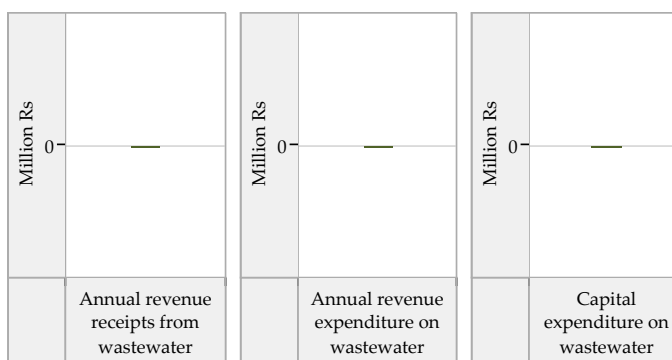 Million Rs
0
Annual revenue
receipts from
wastewater
Million Rs
0
Annual revenue
expenditure on
wastewater
Million Rs
0
Capital
expenditure on
wastewater